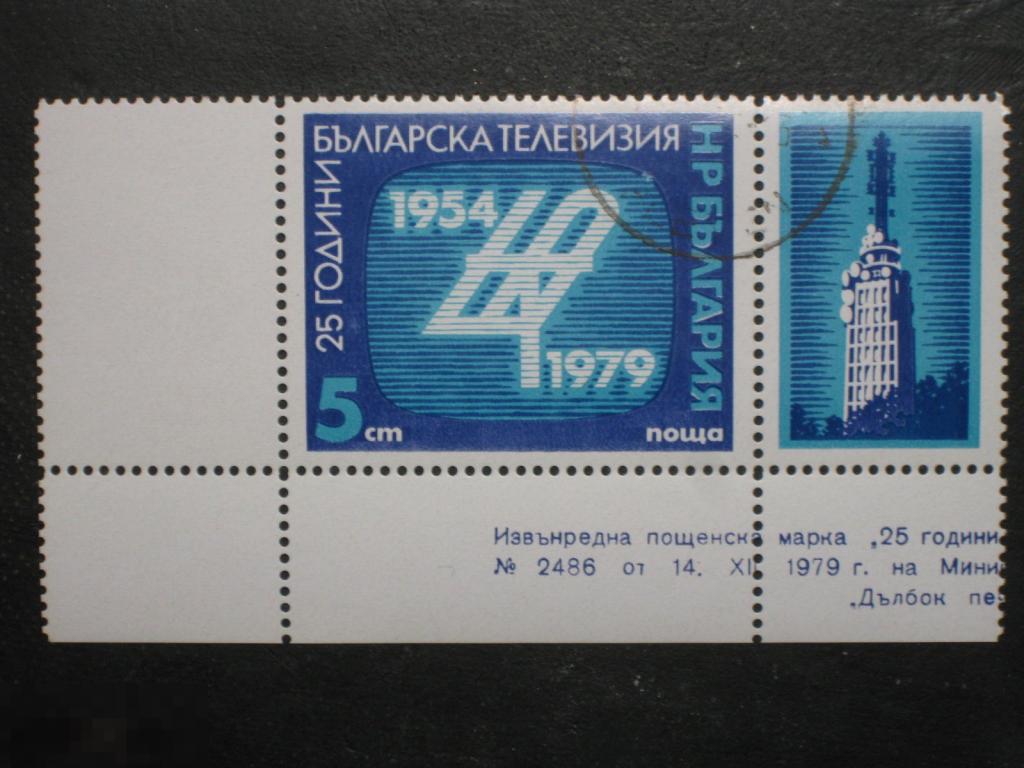 БЪЛГАРСКА ТЕЛЕВИЗИЯ
25 ГОДИНИ
НР БЪЛГАРИЯ
1954
1979
5 ст
поща
Извънредна пощенска марка „25 години
№ 2486 от 14. XI 1979 г. на Мини
„Дълбок пе